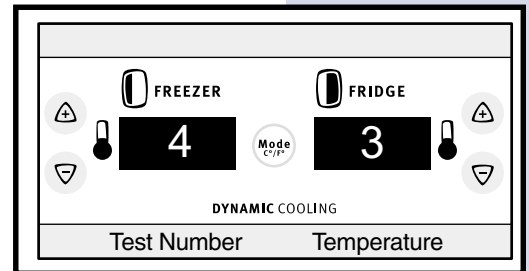 FREEZER FRIDGE
+ +
4 Mode C°/F° 3
− −
DYNAMIC COOLING
Test Number Temperature